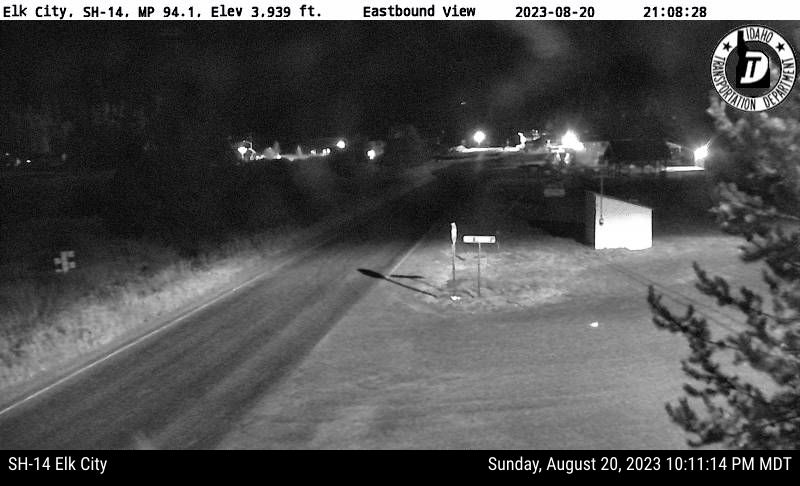 Elk City, SH-14, MP 94.1, Elev 3,939 ft. Eastbound View 2023-08-20 21:08:28
IDAHO
TRANSPORTATION DEPARTMENT
SH-14 Elk City Sunday, August 20, 2023 10:11:14 PM MDT